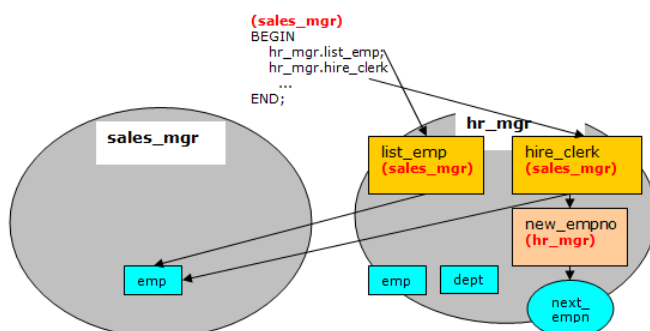 (sales_mgr)
BEGIN
hr_mgr.list_emp;
hr_mgr.hire_clerk
...
END;
sales_mgr
hr_mgr
list_emp
(sales_mgr)
hire_clerk
(sales_mgr)
new_empno
(hr_mgr)
emp
emp
dept
next_
empn